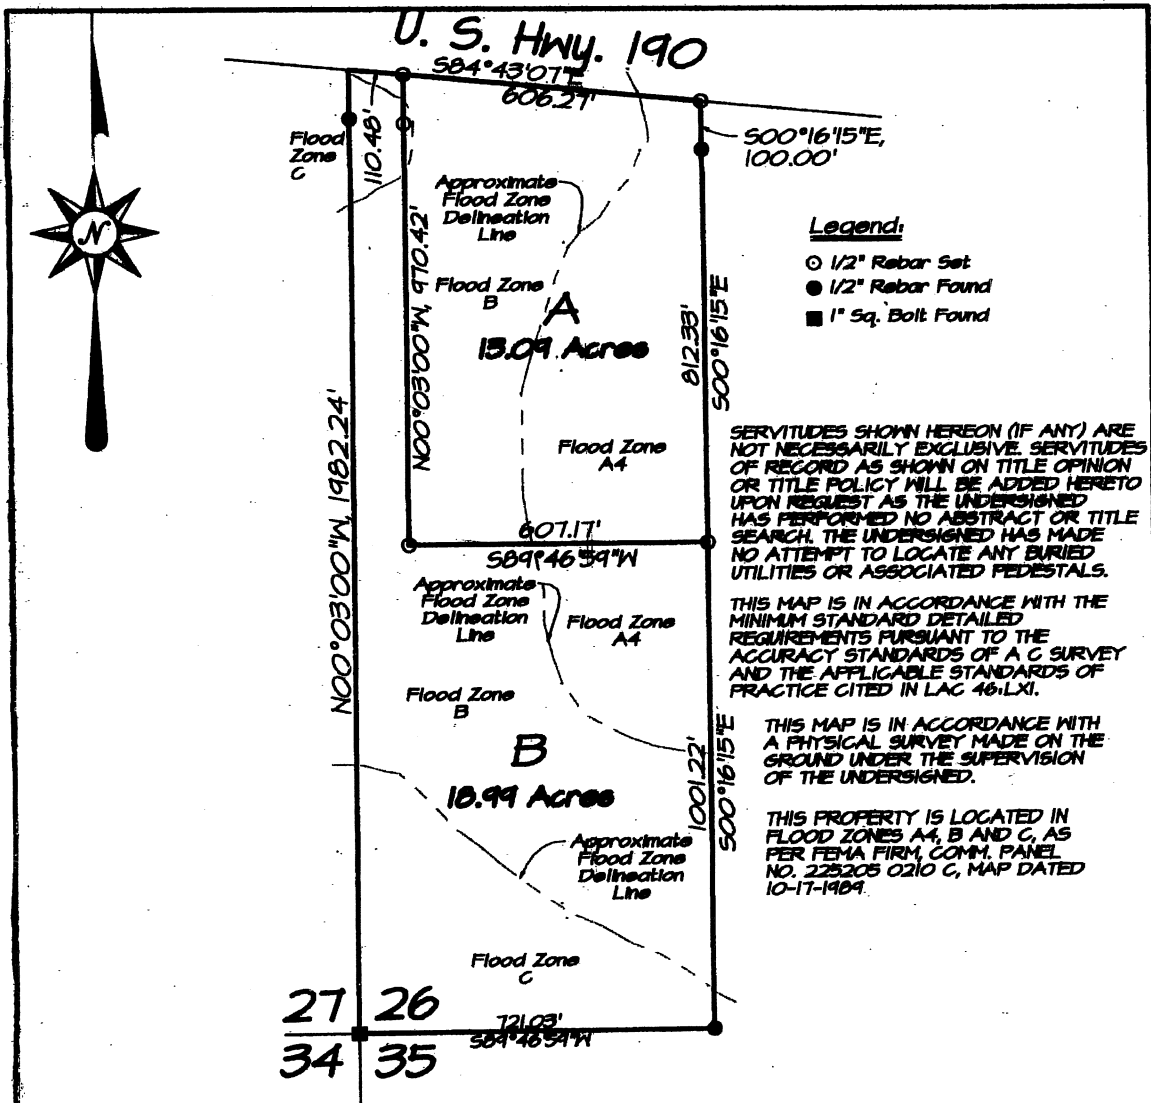 U. S. Hwy. 190
S84°43'07"E
606.27'
S00°16'15"E,
100.00'
Flood
Zone
C
110.48'
Approximate
Flood Zone
Delineation
Line
N
Legend:
1/2" Rebar Set
1/2" Rebar Found
1" Sq. Bolt Found
Flood Zone
B
A
13.09 Acres
N00°03'00"W, 970.42'
812.33'
S00°16'15"E
N00°03'00"W, 1982.24'
Flood Zone
A4
SERVITUDES SHOWN HEREON (IF ANY) ARE
NOT NECESSARILY EXCLUSIVE. SERVITUDES
OF RECORD AS SHOWN ON TITLE OPINION
OR TITLE POLICY WILL BE ADDED HERETO
UPON REQUEST AS THE UNDERSIGNED
HAS PERFORMED NO ABSTRACT OR TITLE
SEARCH. THE UNDERSIGNED HAS MADE
NO ATTEMPT TO LOCATE ANY BURIED
UTILITIES OR ASSOCIATED PEDESTALS.
607.17'
S89°46'59"W
Approximate
Flood Zone
Delineation
Line
Flood Zone
A4
THIS MAP IS IN ACCORDANCE WITH THE
MINIMUM STANDARD DETAILED
REQUIREMENTS PURSUANT TO THE
ACCURACY STANDARDS OF A C SURVEY
AND THE APPLICABLE STANDARDS OF
PRACTICE CITED IN LAC 46:LXI.
Flood Zone
B
B
18.99 Acres
1001.22'
S00°16'15"E
THIS MAP IS IN ACCORDANCE WITH
A PHYSICAL SURVEY MADE ON THE
GROUND UNDER THE SUPERVISION
OF THE UNDERSIGNED.
THIS PROPERTY IS LOCATED IN
FLOOD ZONES A4, B AND C, AS
PER FEMA FIRM, COMM. PANEL
NO. 225205 0210 C, MAP DATED
10-17-1989
Approximate
Flood Zone
Delineation
Line
Flood Zone
C
27 26
721.03'
S89°46'59"W
34 35